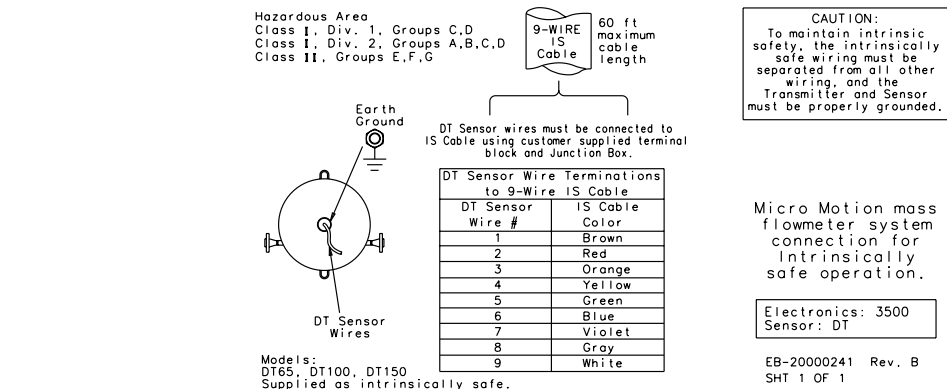 Hazardous Area
Class I, Div. 1, Groups C,D
Class I, Div. 2, Groups A,B,C,D
Class II, Groups E,F,G
9-WIRE
IS
Cable
60 ft
maximum
cable
length
CAUTION:
To maintain intrinsic
safety, the intrinsically
safe wiring must be
separated from all other
wiring, and the
Transmitter and Sensor
must be properly grounded.
Earth
Ground
DT Sensor wires must be connected to
IS Cable using customer supplied terminal
block and Junction Box.
DT Sensor Wire Terminations
to 9-Wire IS Cable
DT Sensor
Wire #
IS Cable
Color
1 Brown
2 Red
3 Orange
4 Yellow
5 Green
6 Blue
7 Violet
8 Gray
9 White
DT Sensor
Wires
Models:
DT65, DT100, DT150
Supplied as intrinsically safe.
Micro Motion mass
flowmeter system
connection for
Intrinsically
safe operation.
Electronics: 3500
Sensor: DT
EB-20000241 Rev. B
SHT 1 OF 1